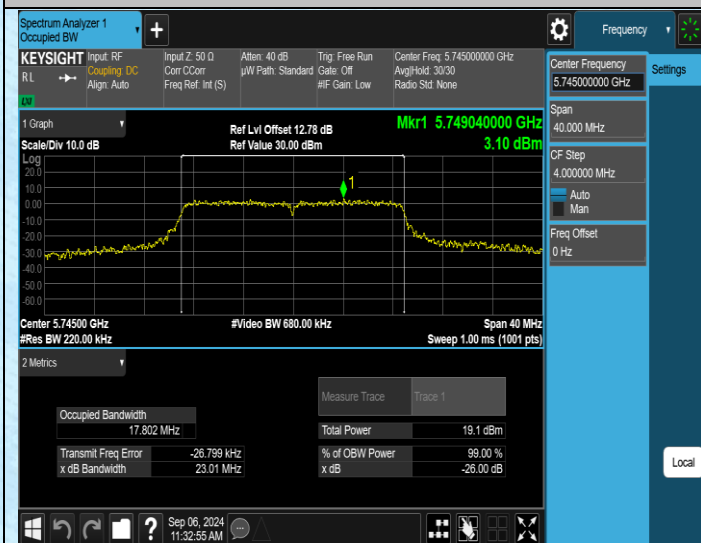 Spectrum Analyzer 1
Occupied BW
Frequency
KEYSIGHT
R L
LXI
Input: RF
Coupling: DC
Align: Auto
Input Z: 50 Ω
Corr CCorr
Freq Ref: Int (S)
Atten: 40 dB
µW Path: Standard
Trig: Free Run
Gate: Off
#IF Gain: Low
Center Freq: 5.745000000 GHz
Avg|Hold: 30/30
Radio Std: None
Center Frequency
5.745000000 GHz
Settings
Span
40.000 MHz
CF Step
4.000000 MHz
Auto
Man
Freq Offset
0 Hz
1 Graph
Scale/Div 10.0 dB
Ref Lvl Offset 12.78 dB
Ref Value 30.00 dBm
Mkr1 5.749040000 GHz
3.10 dBm
Log
20.0
10.0
0.00
-10.0
-20.0
-30.0
-40.0
-50.0
-60.0
1
Center 5.74500 GHz
#Video BW 680.00 kHz
Span 40 MHz
#Res BW 220.00 kHz
Sweep 1.00 ms (1001 pts)
2 Metrics
Measure Trace
Trace 1
Occupied Bandwidth
17.802 MHz
Total Power
19.1 dBm
Transmit Freq Error
-26.799 kHz
% of OBW Power
99.00 %
x dB Bandwidth
23.01 MHz
x dB
-26.00 dB
Local
?
Sep 06, 2024
11:32:55 AM